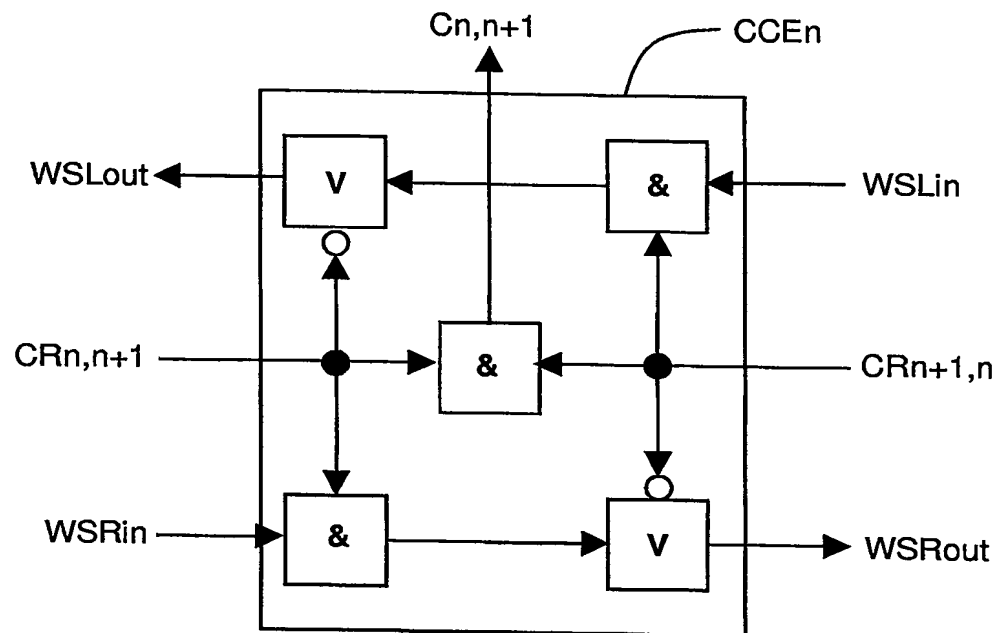 Cn,n+1
CCEn
WSLout
V
&
WSLin
CRn,n+1
&
CRn+1,n
WSRin
&
V
WSRout